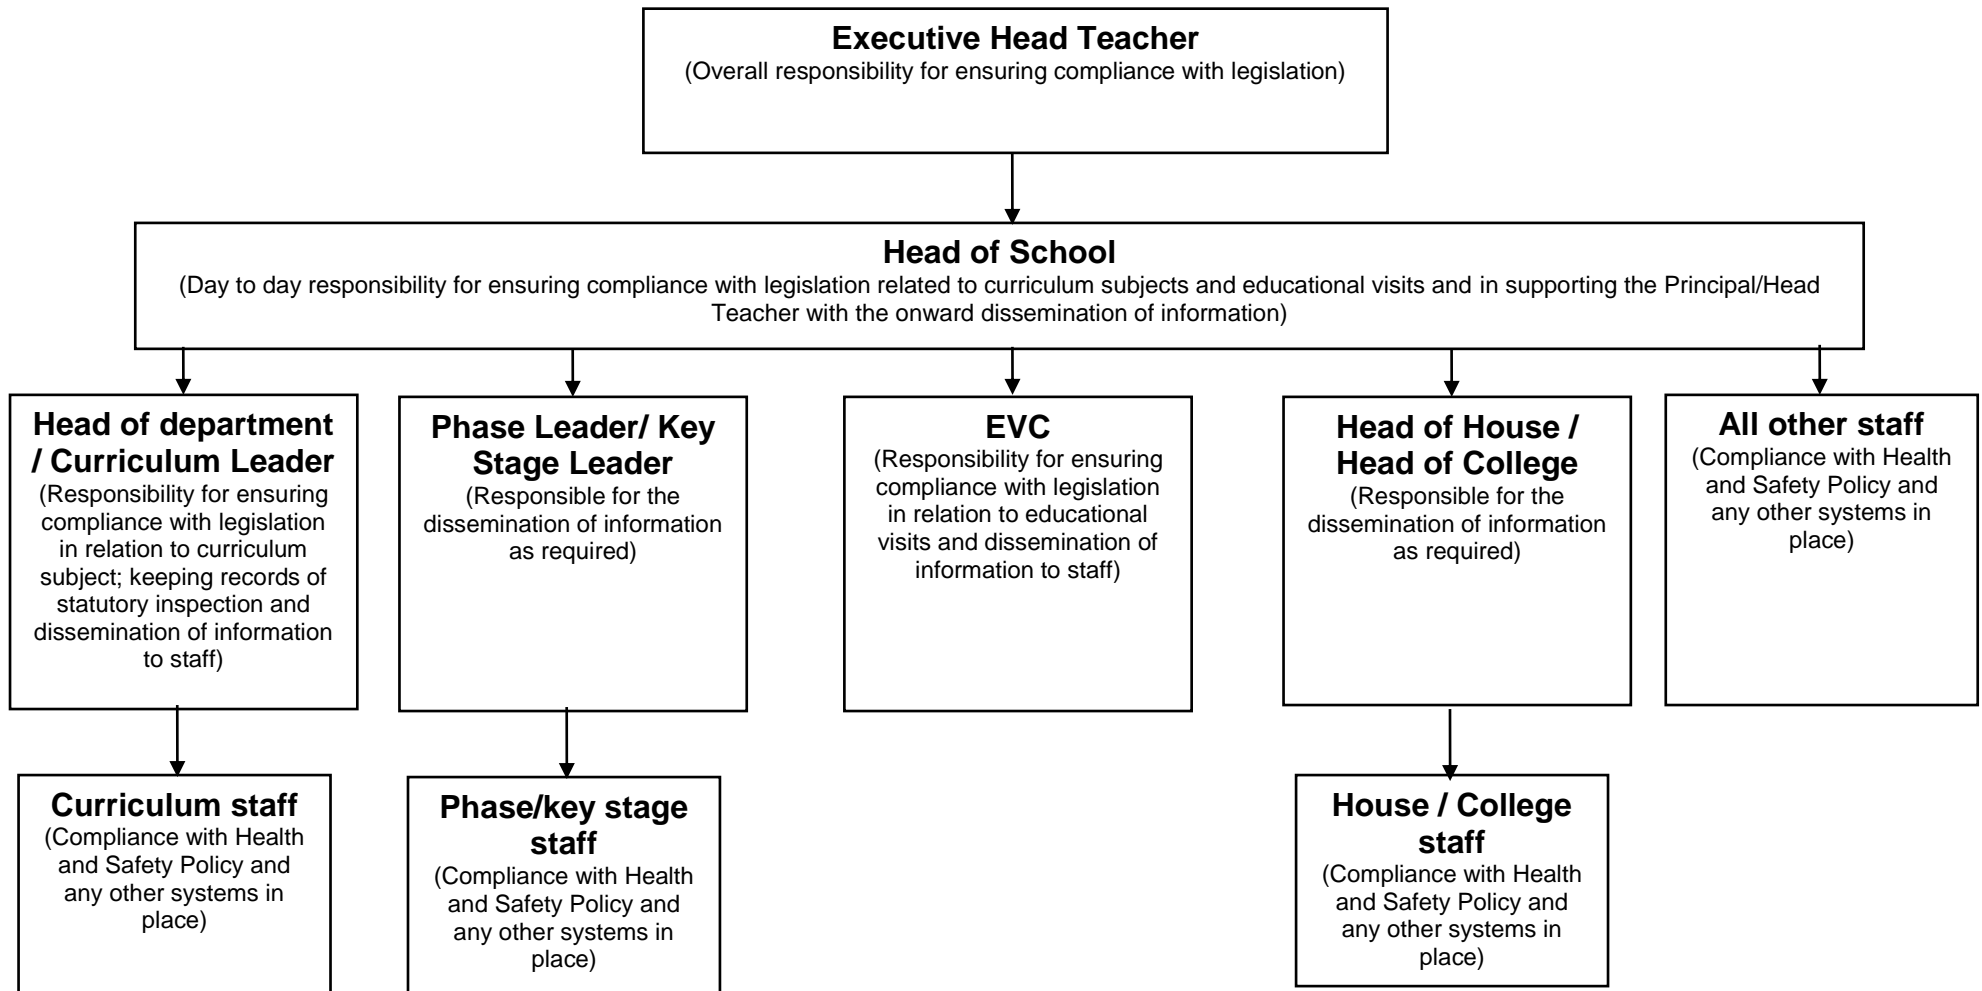 Executive Head Teacher
(Overall responsibility for ensuring compliance with legislation)
Head of School
(Day to day responsibility for ensuring compliance with legislation related to curriculum subjects and educational visits and in supporting the Principal/Head
Teacher with the onward dissemination of information)
Head of department
/ Curriculum Leader
(Responsibility for ensuring
compliance with legislation
in relation to curriculum
subject; keeping records of
statutory inspection and
dissemination of information
to staff)
Phase Leader/ Key
Stage Leader
(Responsible for the
dissemination of information
as required)
EVC
(Responsibility for ensuring
compliance with legislation
in relation to educational
visits and dissemination of
information to staff)
Head of House /
Head of College
(Responsible for the
dissemination of information
as required)
All other staff
(Compliance with Health
and Safety Policy and
any other systems in
place)
Curriculum staff
(Compliance with Health
and Safety Policy and
any other systems in
place)
Phase/key stage
staff
(Compliance with Health
and Safety Policy and
any other systems in
place)
House / College
staff
(Compliance with Health
and Safety Policy and
any other systems in
place)